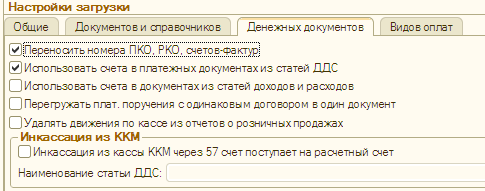 Настройки загрузки
Общие Документов и справочников Денежных документов Видов оплат
Переносить номера ПКО, РКО, счетов-фактур
Использовать счета в платежных документах из статей ДДС
Использовать счета в документах из статей доходов и расходов
Перегружать плат. поручения с одинаковым договором в один документ
Удалять движения по кассе из отчетов о розничных продажах
Инкассация из ККМ
Инкассация из кассы ККМ через 57 счет поступает на расчетный счет
Наименование статьи ДДС: